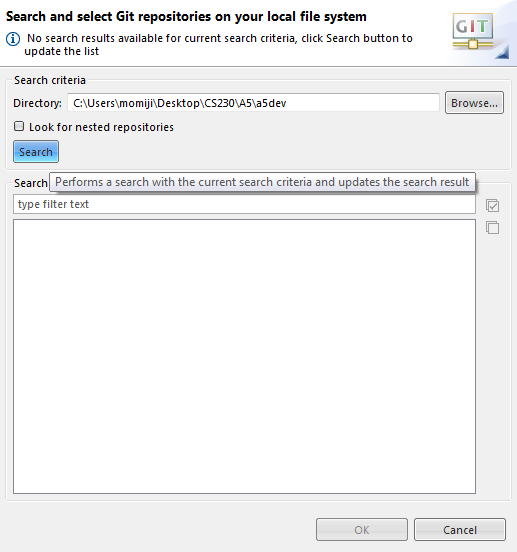 Search and select Git repositories on your local file system
GIT
No search results available for current search criteria, click Search button to
update the list
Search criteria
Directory: C:\Users\momiji\Desktop\CS230\A5\a5dev Browse...
Look for nested repositories
Search
Search
Performs a search with the current search criteria and updates the search result
type filter text
OK Cancel